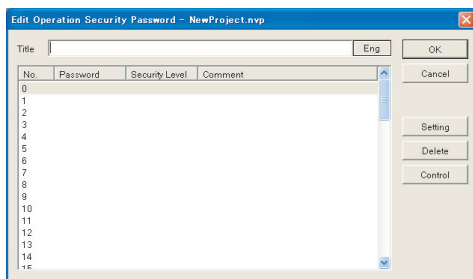 Edit Operation Security Password - NewProject.nvp
Title Eng OK
Cancel
No. Password Security Level Comment
0
1
2
3
4
5
6
7
8
9
10
11
12
13
14
15
Setting
Delete
Control